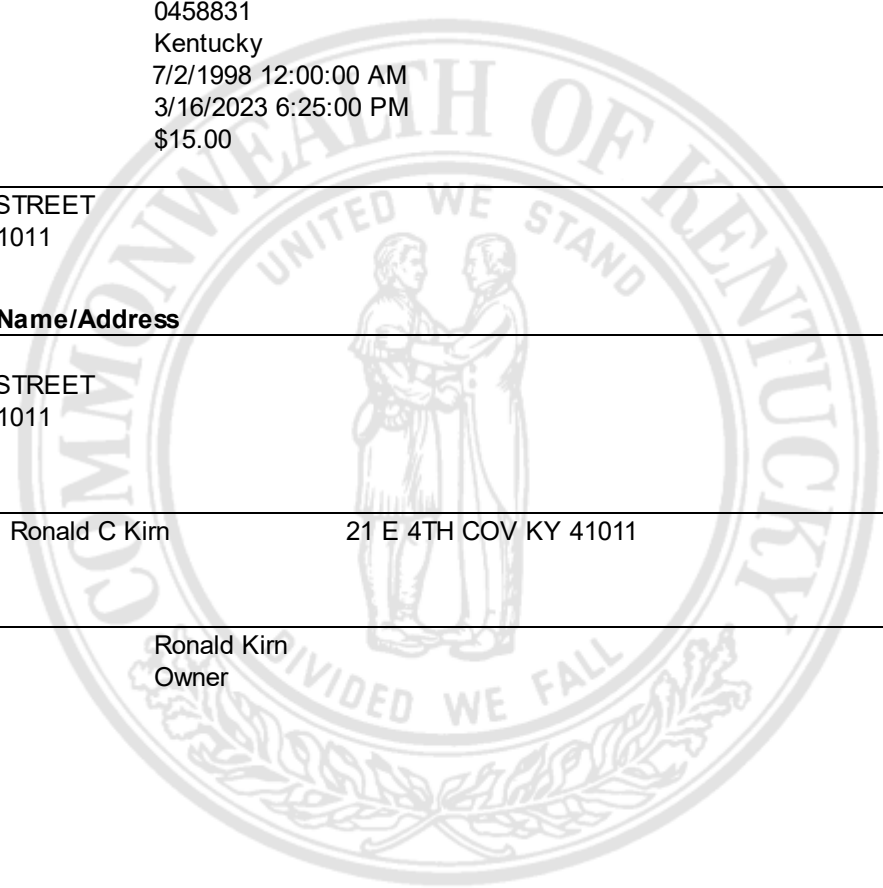 0458831
Kentucky
7/2/1998 12:00:00 AM
3/16/2023 6:25:00 PM
$15.00
STREET
1011
Name/Address
STREET
1011
Ronald C Kirn 21 E 4TH COV KY 41011
Ronald Kirn
Owner
COMMONWEALTH OF KENTUCKY
UNITED WE STAND
DIVIDED WE FALL